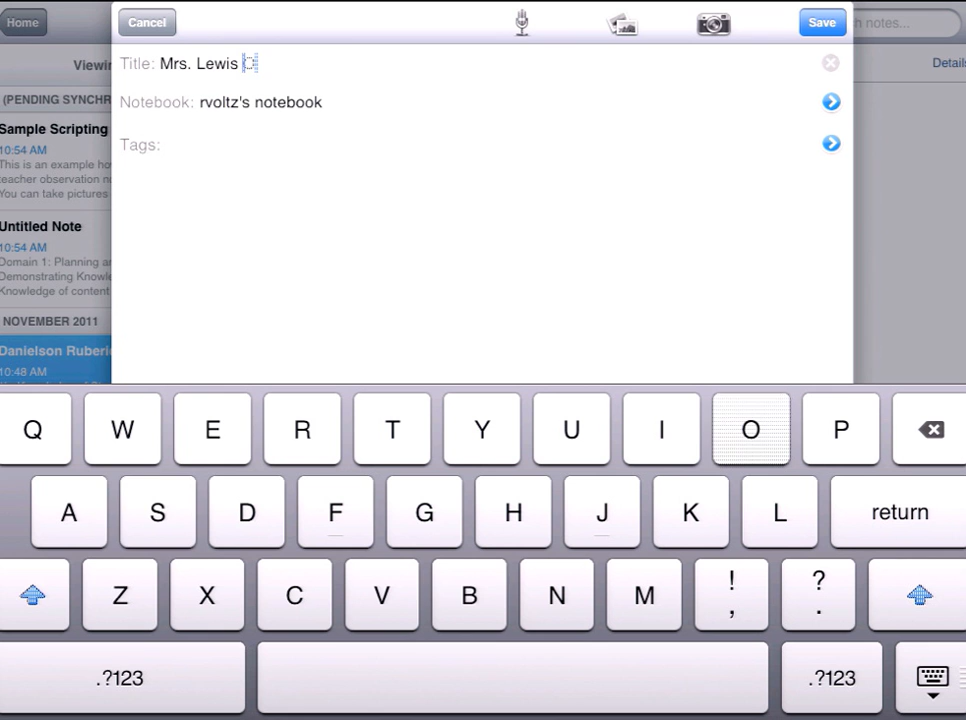 Home
Cancel
Save
h notes...
Title: Mrs. Lewis
Notebook: rvoltz's notebook
Tags:
Viewin
Details
(PENDING SYNCHR
Sample Scripting
10:54 AM
This is an example ho
teacher observation n
You can take pictures
Untitled Note
10:54 AM
Domain 1: Planning a
Demonstrating Knowle
Knowledge of content
NOVEMBER 2011
Danielson Ruberi
10:48 AM
Q W E R T Y U I O P
A S D F G H J K L return
Z X C V B N M ! , ? .
.?123 .?123